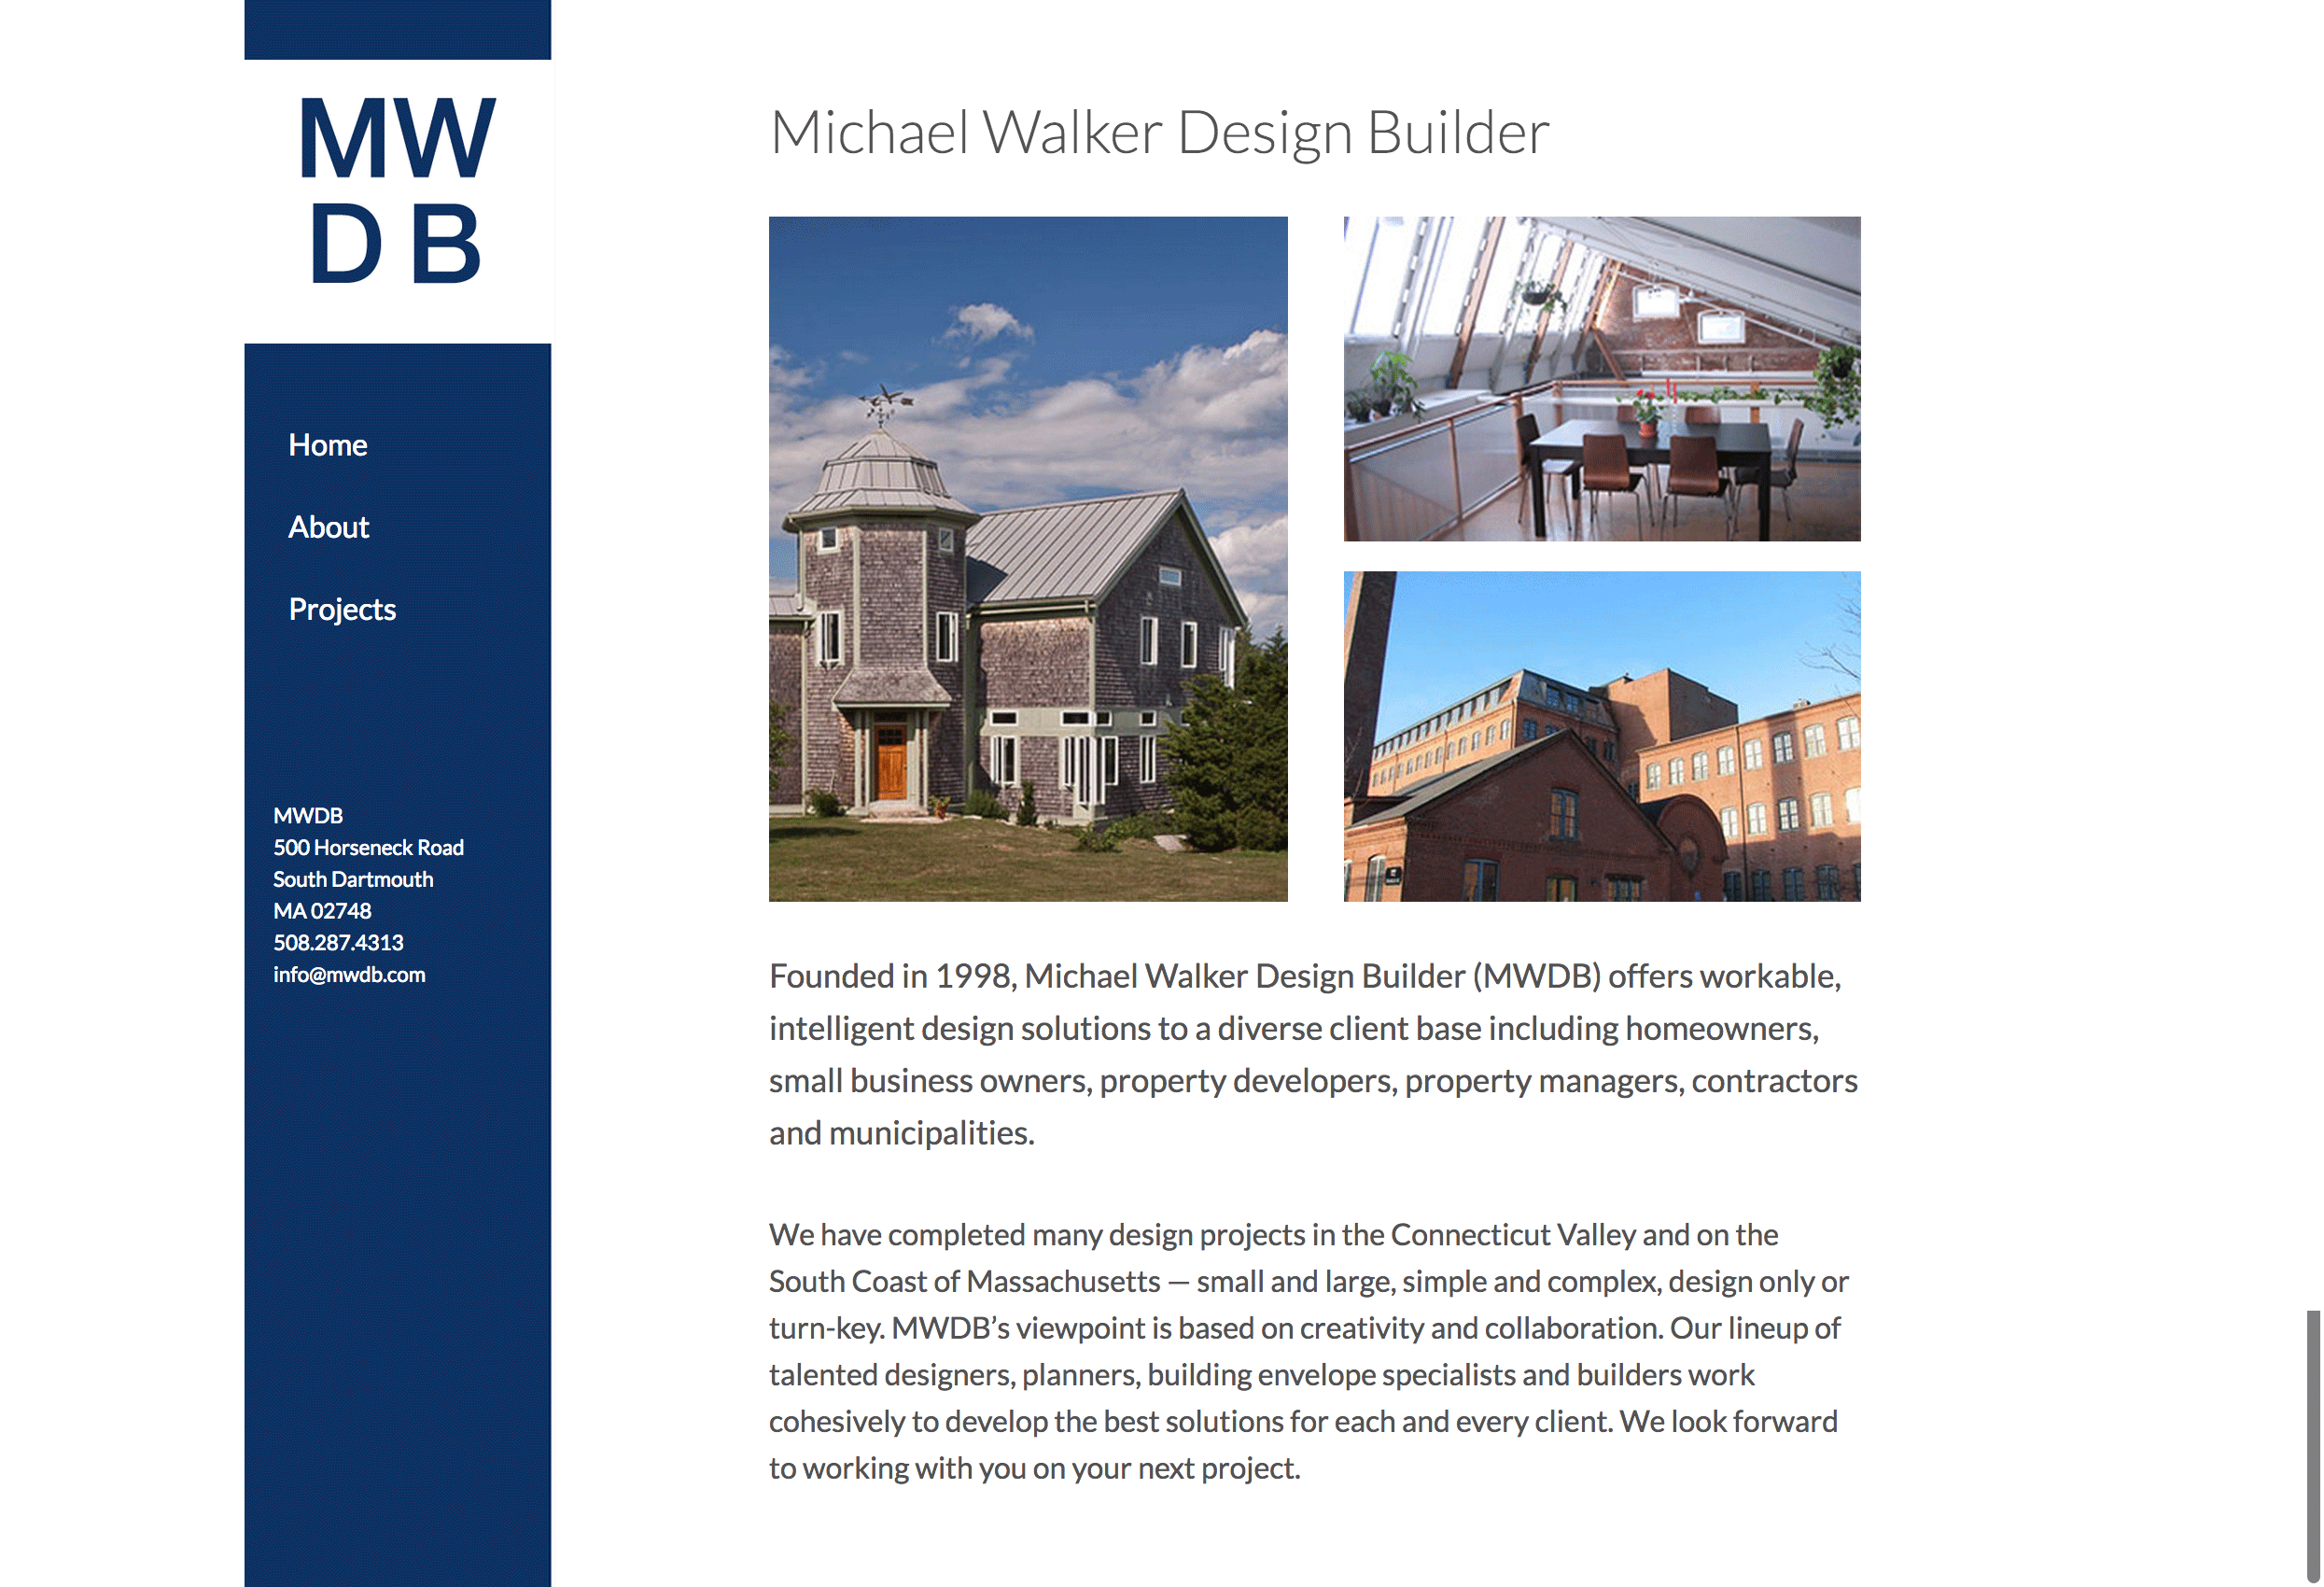 MW
D B
Home
About
Projects
MWDB
500 Horseneck Road
South Dartmouth
MA 02748
508.287.4313
info@mwdb.com
Michael Walker Design Builder
Founded in 1998, Michael Walker Design Builder (MWDB) offers workable,
intelligent design solutions to a diverse client base including homeowners,
small business owners, property developers, property managers, contractors
and municipalities.
We have completed many design projects in the Connecticut Valley and on the
South Coast of Massachusetts — small and large, simple and complex, design only or
turn-key. MWDB’s viewpoint is based on creativity and collaboration. Our lineup of
talented designers, planners, building envelope specialists and builders work
cohesively to develop the best solutions for each and every client. We look forward
to working with you on your next project.